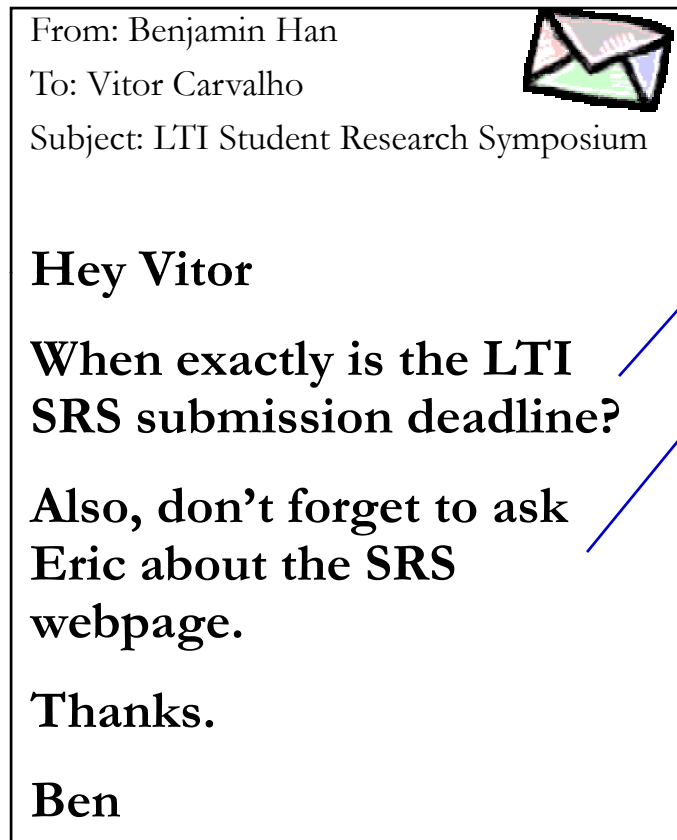 From: Benjamin Han
To: Vitor Carvalho
Subject: LTI Student Research Symposium
Hey Vitor
When exactly is the LTI
SRS submission deadline?
Also, don’t forget to ask
Eric about the SRS
webpage.
Thanks.
Ben